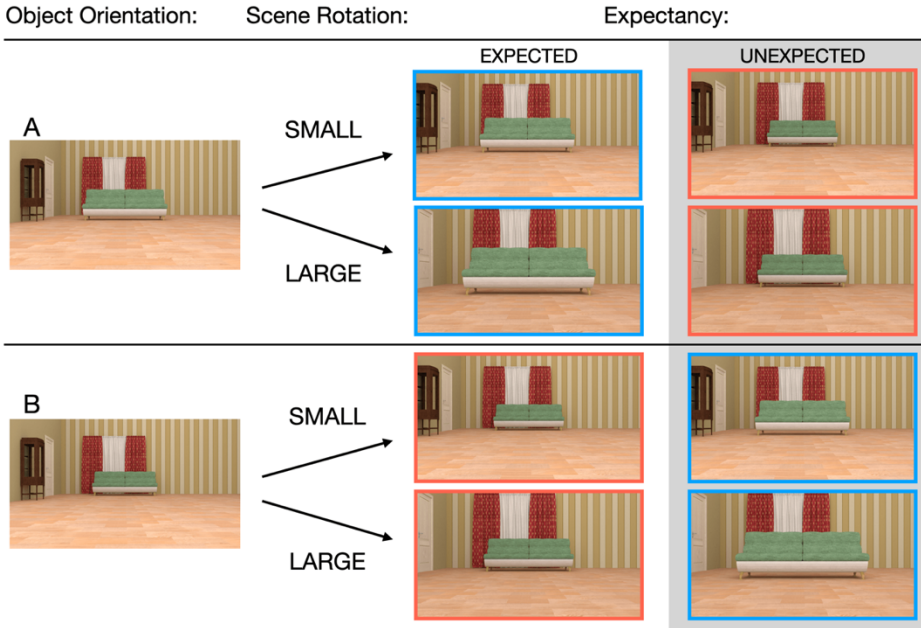 Object Orientation: Scene Rotation: Expectancy:
EXPECTED UNEXPECTED
A
SMALL
LARGE
B
SMALL
LARGE